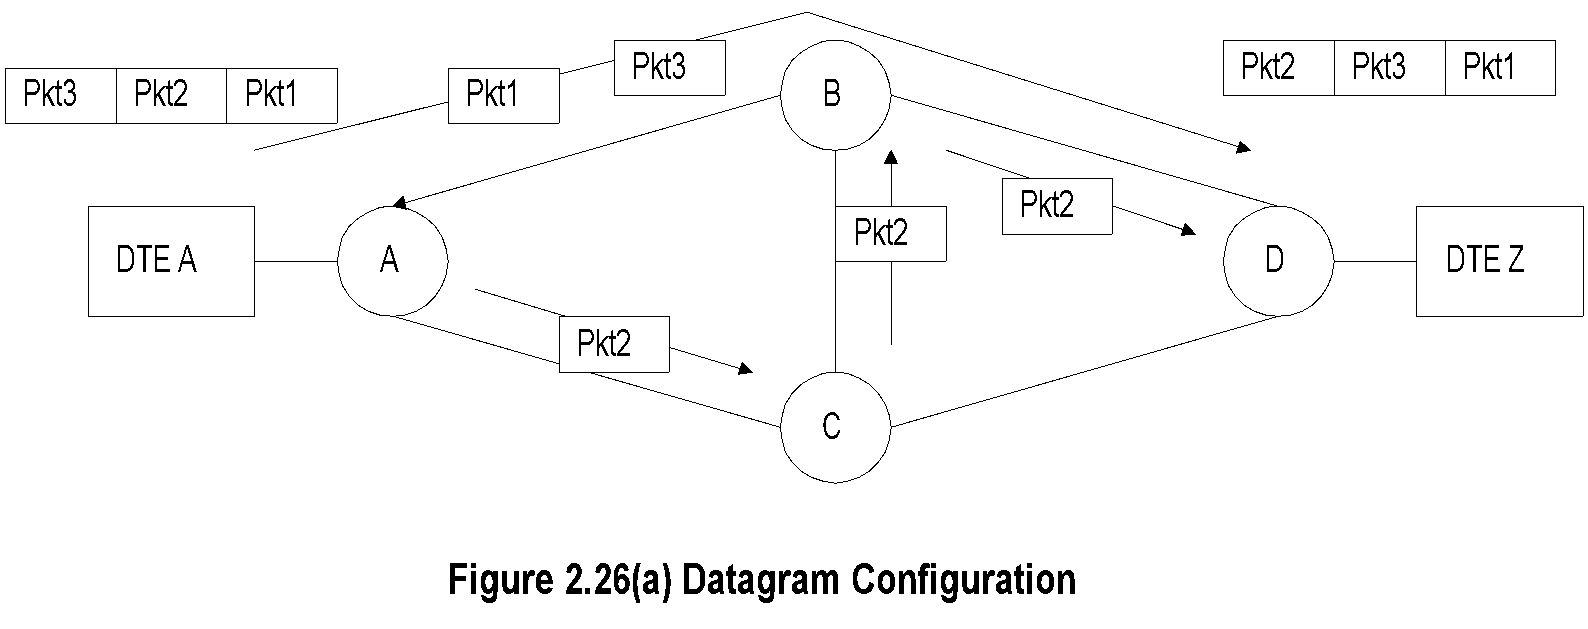 Pkt3 Pkt2 Pkt1
Pkt1
Pkt3
B
Pkt2 Pkt3 Pkt1
DTE A
A
Pkt2
Pkt2
D
DTE Z
Pkt2
C
Figure 2.26(a) Datagram Configuration